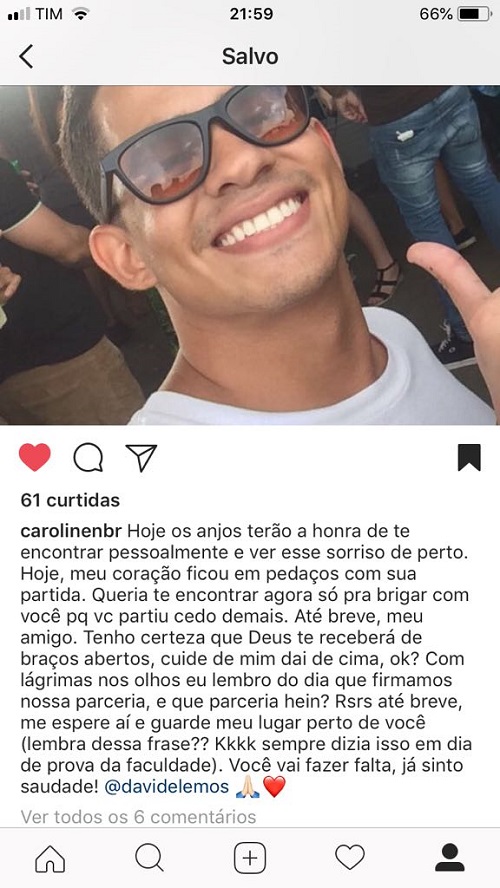 TIM 21:59 66%
Salvo
61 curtidas
carolinenbr Hoje os anjos terão a honra de te
encontrar pessoalmente e ver esse sorriso de perto.
Hoje, meu coração ficou em pedaços com sua
partida. Queria te encontrar agora só pra brigar com
você pq vc partiu cedo demais. Até breve, meu
amigo. Tenho certeza que Deus te receberá de
braços abertos, cuide de mim dai de cima, ok? Com
lágrimas nos olhos eu lembro do dia que firmamos
nossa parceria, e que parceria hein? Rsrs até breve,
me espere aí e guarde meu lugar perto de você
(lembra dessa frase?? Kkkk sempre dizia isso em dia
de prova da faculdade). Você vai fazer falta, já sinto
saudade! @davidelemos 🙏🏻❤️
Ver todos os 6 comentários